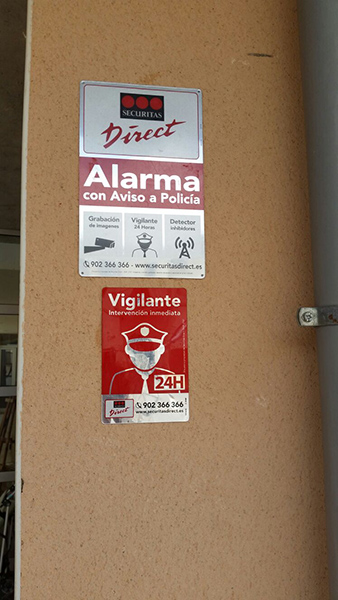 SECURITAS
Direct
Alarma
con Aviso a Policía
Grabación de imágenes
Vigilante 24 Horas
Detector inhibidores
902 366 366 - www.securitasdirect.es
Vigilante
Intervención inmediata
24H
Direct
902 366 366
www.securitasdirect.es